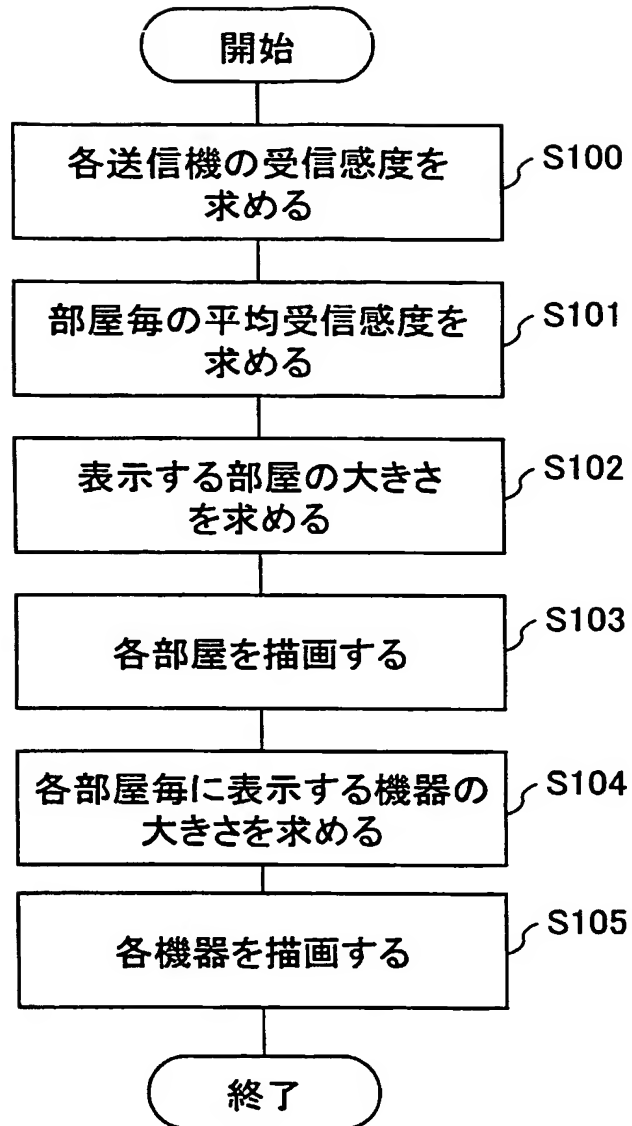 開始
各送信機の受信感度を
求める
S100
部屋毎の平均受信感度を
求める
S101
表示する部屋の大きさ
を求める
S102
各部屋を描画する
S103
各部屋毎に表示する機器の
大きさを求める
S104
各機器を描画する
S105
終了